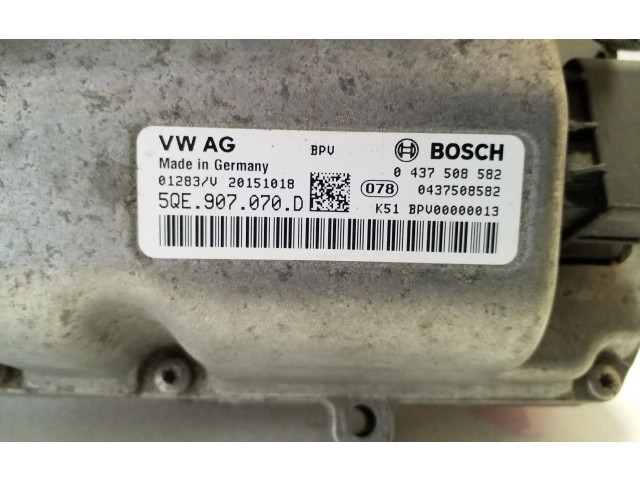 VW AG BPV BOSCH
Made in Germany 0 437 508 582
01283/V 20151018 078 0437508582
5QE.907.070.D K51 BPV00000013